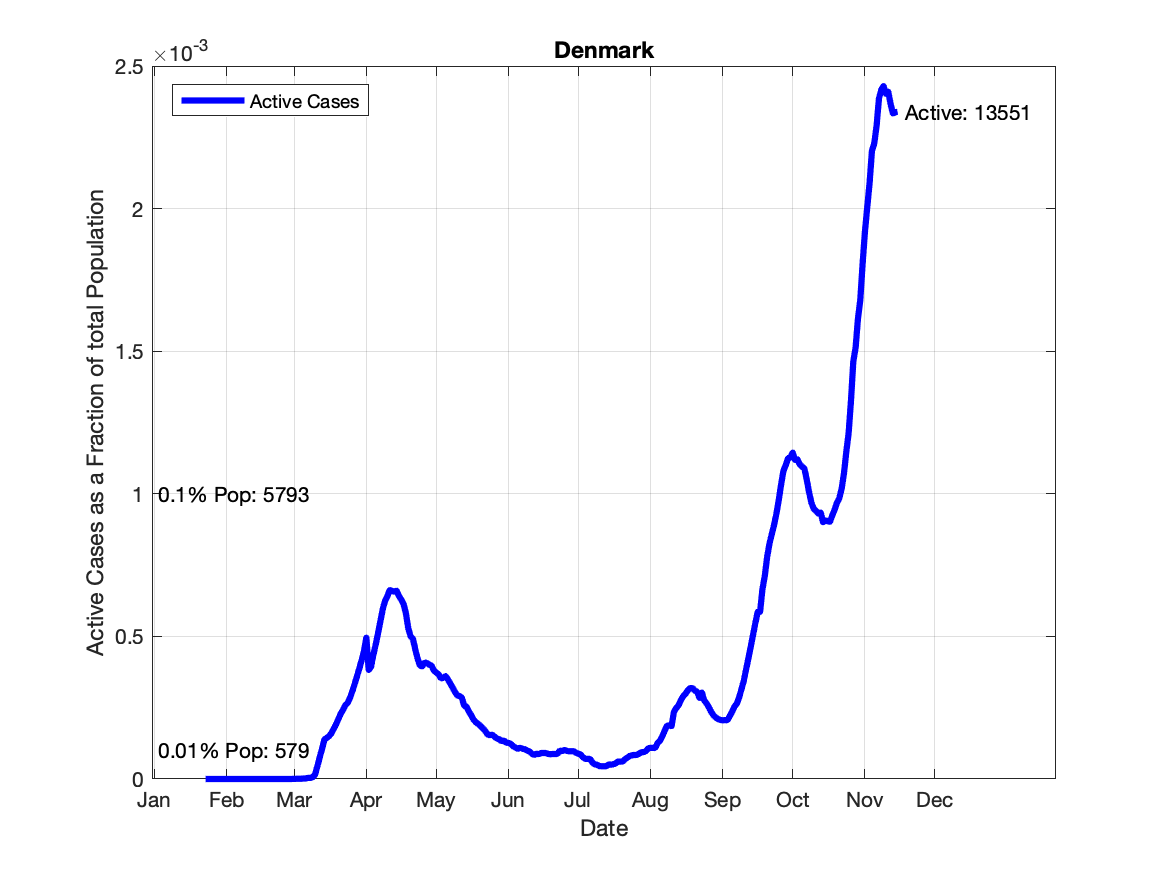 Denmark
×10-3
2.5
Active Cases
Active: 13551
2
1.5
1
0.1% Pop: 5793
0.5
0.01% Pop: 579
0
Active Cases as a Fraction of total Population
Jan Feb Mar Apr May Jun Jul Aug Sep Oct Nov Dec
Date